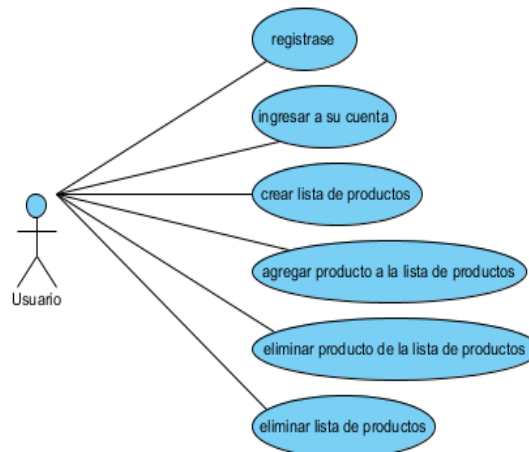 registrase
ingresar a su cuenta
crear lista de productos
Usuario
agregar producto a la lista de productos
eliminar producto de la lista de productos
eliminar lista de productos